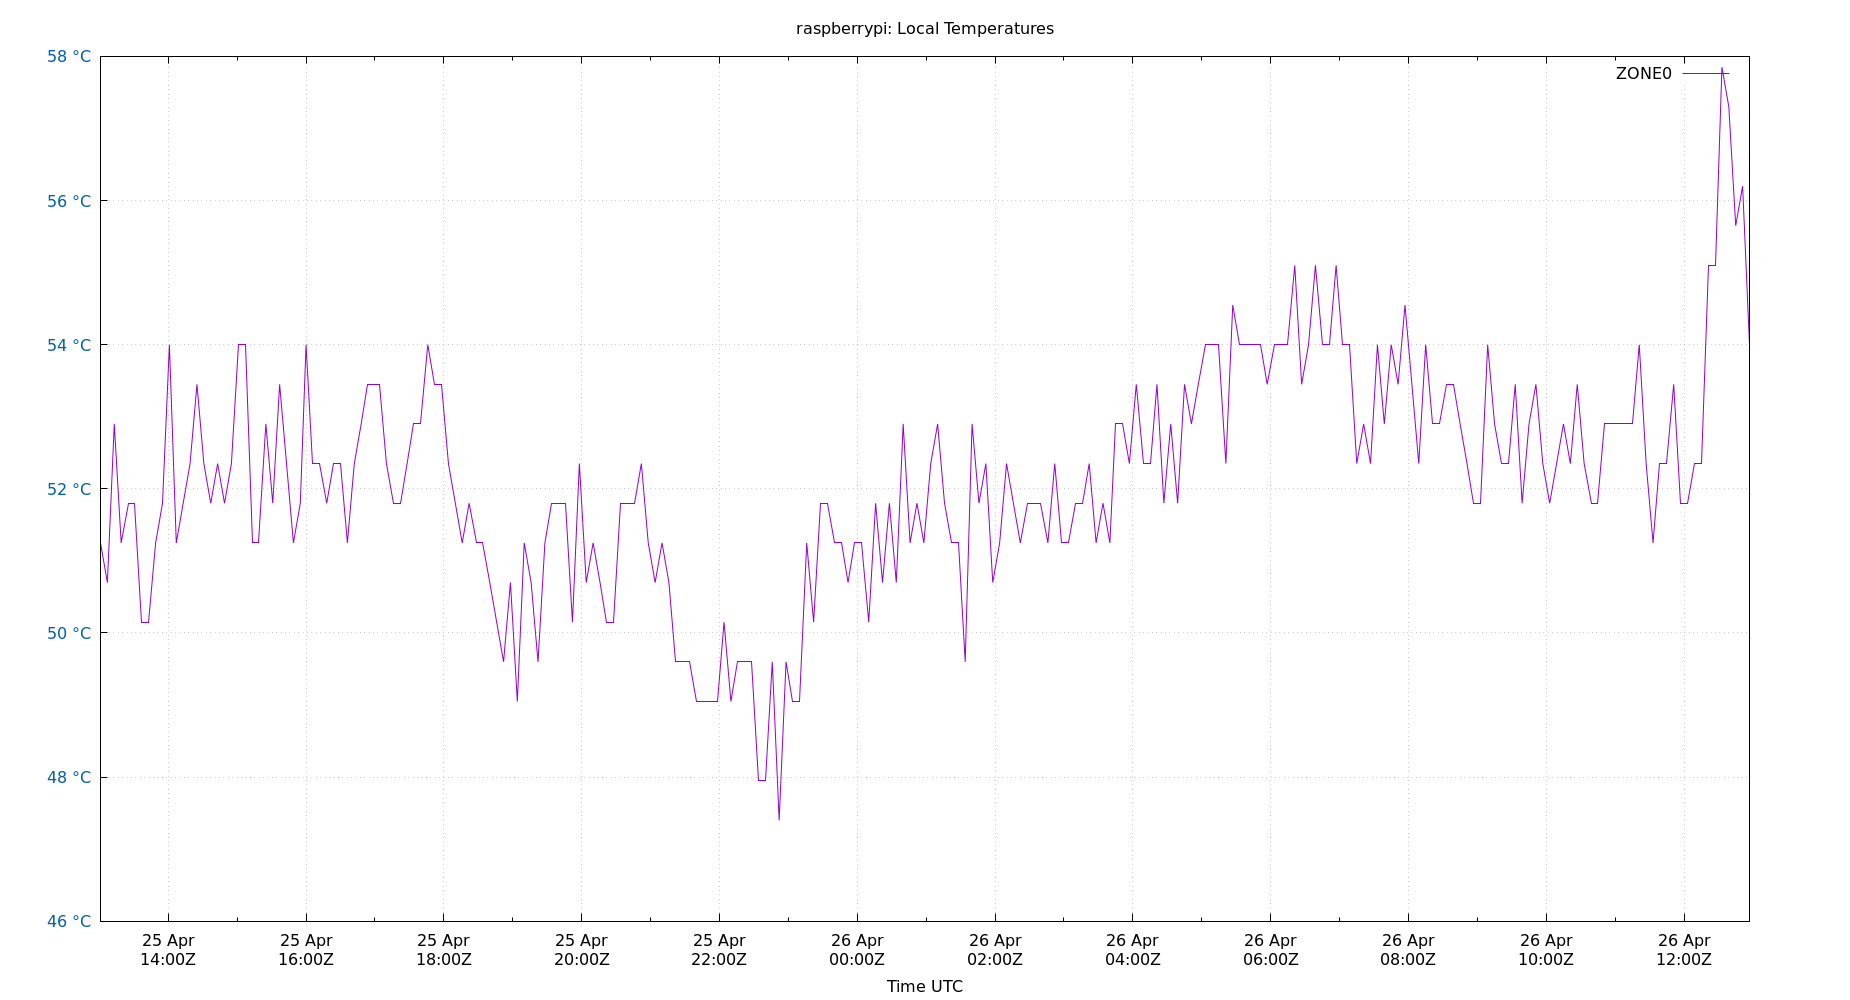 raspberrypi: Local Temperatures
58 °C
ZONE0
56 °C
54 °C
52 °C
50 °C
48 °C
46 °C
25 Apr 25 Apr 25 Apr 25 Apr 25 Apr 26 Apr 26 Apr 26 Apr 26 Apr 26 Apr 26 Apr 26 Apr
14:00Z 16:00Z 18:00Z 20:00Z 22:00Z 00:00Z 02:00Z 04:00Z 06:00Z 08:00Z 10:00Z 12:00Z
Time UTC